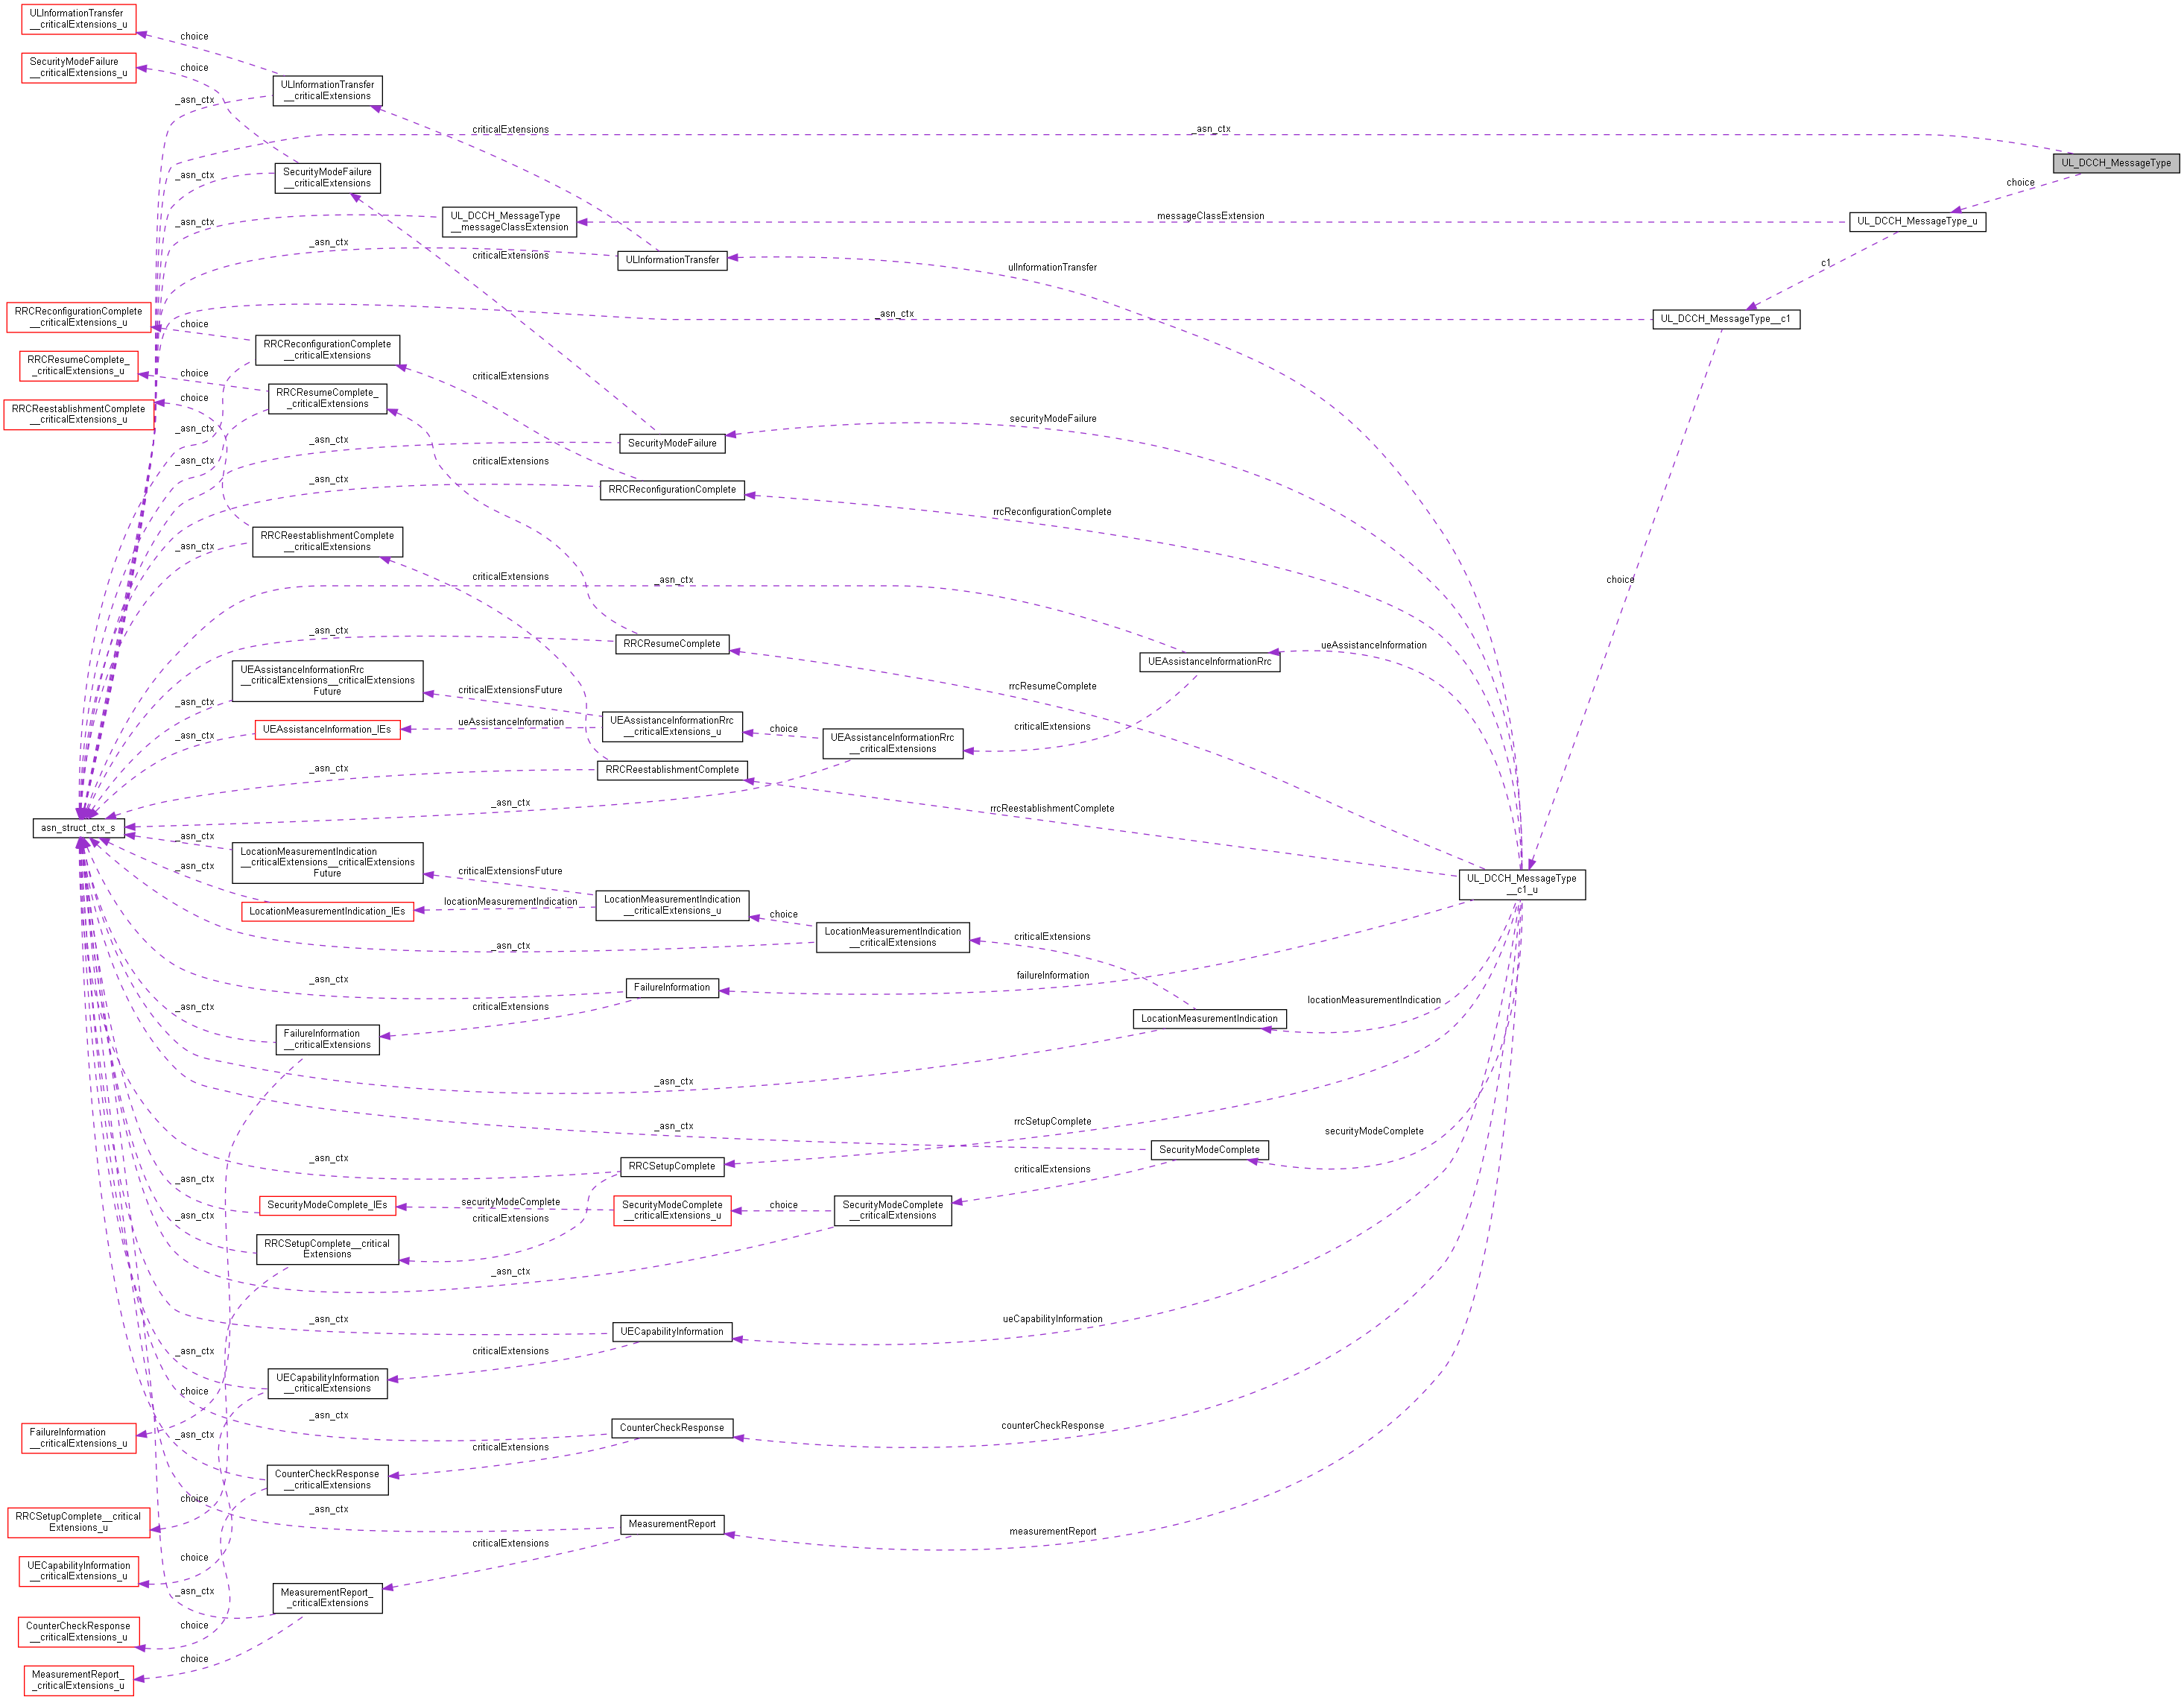 ULInformationTransfer
__criticalExtensions_u
choice
SecurityModeFailure
__criticalExtensions_u
choice
ULInformationTransfer
__criticalExtensions
_asn_ctx
criticalExtensions
_asn_ctx
UL_DCCH_MessageType
SecurityModeFailure
__criticalExtensions
_asn_ctx
choice
UL_DCCH_MessageType
__messageClassExtension
_asn_ctx
messageClassExtension
UL_DCCH_MessageType_u
_asn_ctx
criticalExtensions
ULInformationTransfer
ulInformationTransfer
c1
RRCReconfigurationComplete
__criticalExtensions_u
choice
_asn_ctx
UL_DCCH_MessageType__c1
RRCReconfigurationComplete
__criticalExtensions
RRCResumeComplete_
_criticalExtensions_u
choice
criticalExtensions
RRCResumeComplete_
_criticalExtensions
choice
RRCReestablishmentComplete
__criticalExtensions_u
_asn_ctx
_asn_ctx
securityModeFailure
SecurityModeFailure
_asn_ctx
criticalExtensions
_asn_ctx
RRCReconfigurationComplete
rrcReconfigurationComplete
RRCReestablishmentComplete
__criticalExtensions
_asn_ctx
criticalExtensions
_asn_ctx
choice
_asn_ctx
RRCResumeComplete
ueAssistanceInformation
UEAssistanceInformationRrc
UEAssistanceInformationRrc
__criticalExtensions__criticalExtensions
Future
criticalExtensionsFuture
rrcResumeComplete
_asn_ctx
UEAssistanceInformation_IEs
ueAssistanceInformation
UEAssistanceInformationRrc
__criticalExtensions_u
choice
criticalExtensions
_asn_ctx
UEAssistanceInformationRrc
__criticalExtensions
_asn_ctx
RRCReestablishmentComplete
_asn_ctx
rrcReestablishmentComplete
asn_struct_ctx_s
_asn_ctx
LocationMeasurementIndication
__criticalExtensions__criticalExtensions
Future
criticalExtensionsFuture
_asn_ctx
UL_DCCH_MessageType
__c1_u
LocationMeasurementIndication_IEs
locationMeasurementIndication
LocationMeasurementIndication
__criticalExtensions_u
choice
LocationMeasurementIndication
__criticalExtensions
criticalExtensions
_asn_ctx
_asn_ctx
FailureInformation
failureInformation
_asn_ctx
criticalExtensions
locationMeasurementIndication
LocationMeasurementIndication
FailureInformation
__criticalExtensions
_asn_ctx
rrcSetupComplete
_asn_ctx
securityModeComplete
SecurityModeComplete
_asn_ctx
RRCSetupComplete
criticalExtensions
_asn_ctx
SecurityModeComplete_IEs
securityModeComplete
SecurityModeComplete
__criticalExtensions_u
choice
SecurityModeComplete
__criticalExtensions
_asn_ctx
criticalExtensions
RRCSetupComplete__critical
Extensions
_asn_ctx
_asn_ctx
UECapabilityInformation
ueCapabilityInformation
_asn_ctx
criticalExtensions
UECapabilityInformation
__criticalExtensions
choice
_asn_ctx
CounterCheckResponse
counterCheckResponse
FailureInformation
__criticalExtensions_u
_asn_ctx
criticalExtensions
CounterCheckResponse
__criticalExtensions
choice
_asn_ctx
RRCSetupComplete__critical
Extensions_u
MeasurementReport
measurementReport
criticalExtensions
choice
UECapabilityInformation
__criticalExtensions_u
_asn_ctx
MeasurementReport_
_criticalExtensions
choice
CounterCheckResponse
__criticalExtensions_u
choice
MeasurementReport_
_criticalExtensions_u